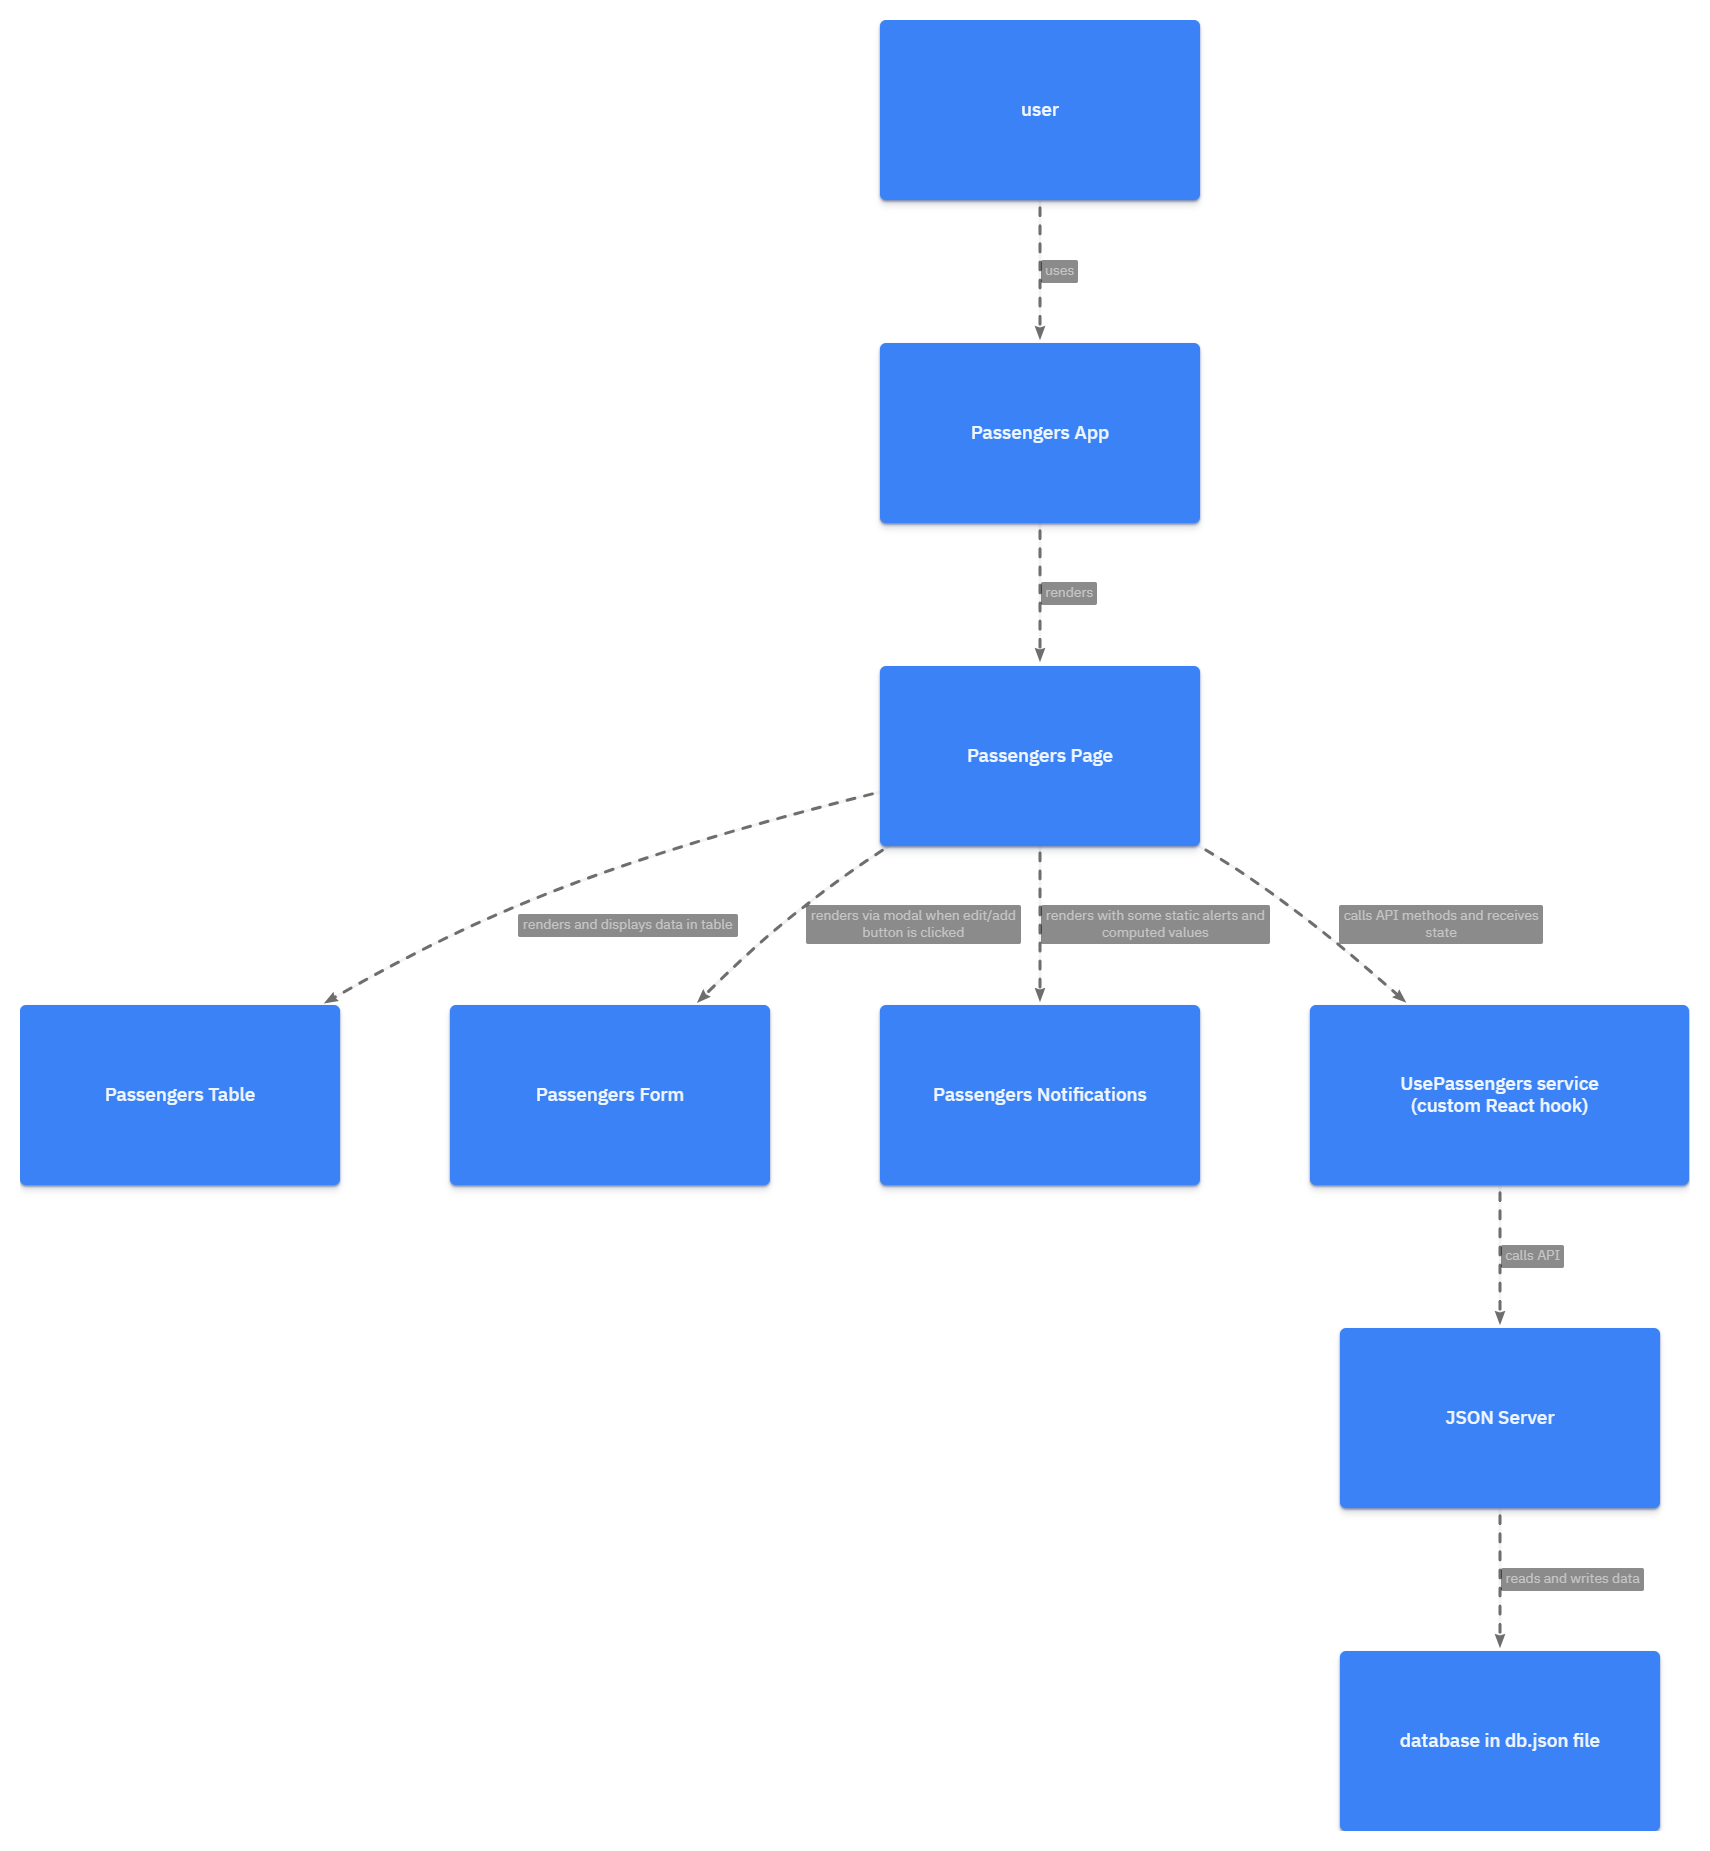 user
uses
Passengers App
renders
Passengers Page
renders and displays data in table
renders via modal when edit/add
button is clicked
renders with some static alerts and
computed values
calls API methods and receives
state
Passengers Table
Passengers Form
Passengers Notifications
UsePassengers service
(custom React hook)
calls API
JSON Server
reads and writes data
database in db.json file